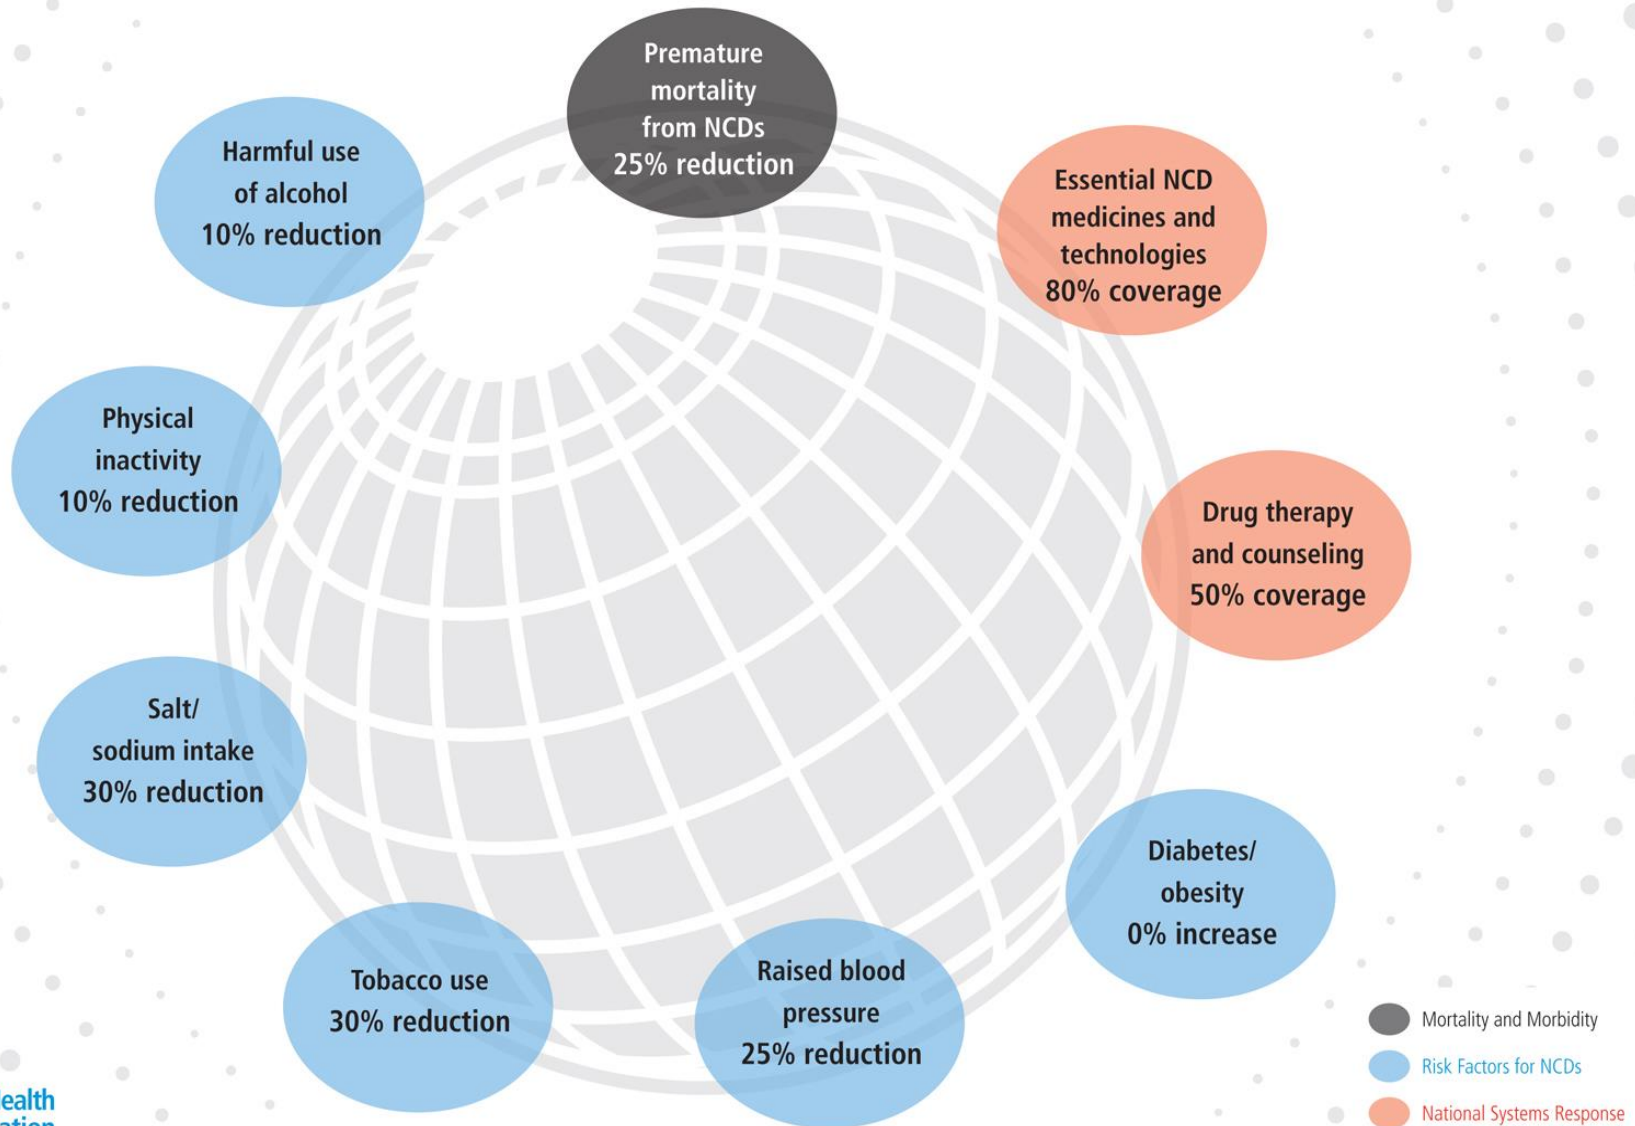 Premature
mortality
from NCDs
25% reduction
Harmful use
of alcohol
10% reduction
Essential NCD
medicines and
technologies
80% coverage
Physical
inactivity
10% reduction
Drug therapy
and counseling
50% coverage
Salt/
sodium intake
30% reduction
Diabetes/
obesity
0% increase
Tobacco use
30% reduction
Raised blood
pressure
25% reduction
Mortality and Morbidity
Risk Factors for NCDs
National Systems Response